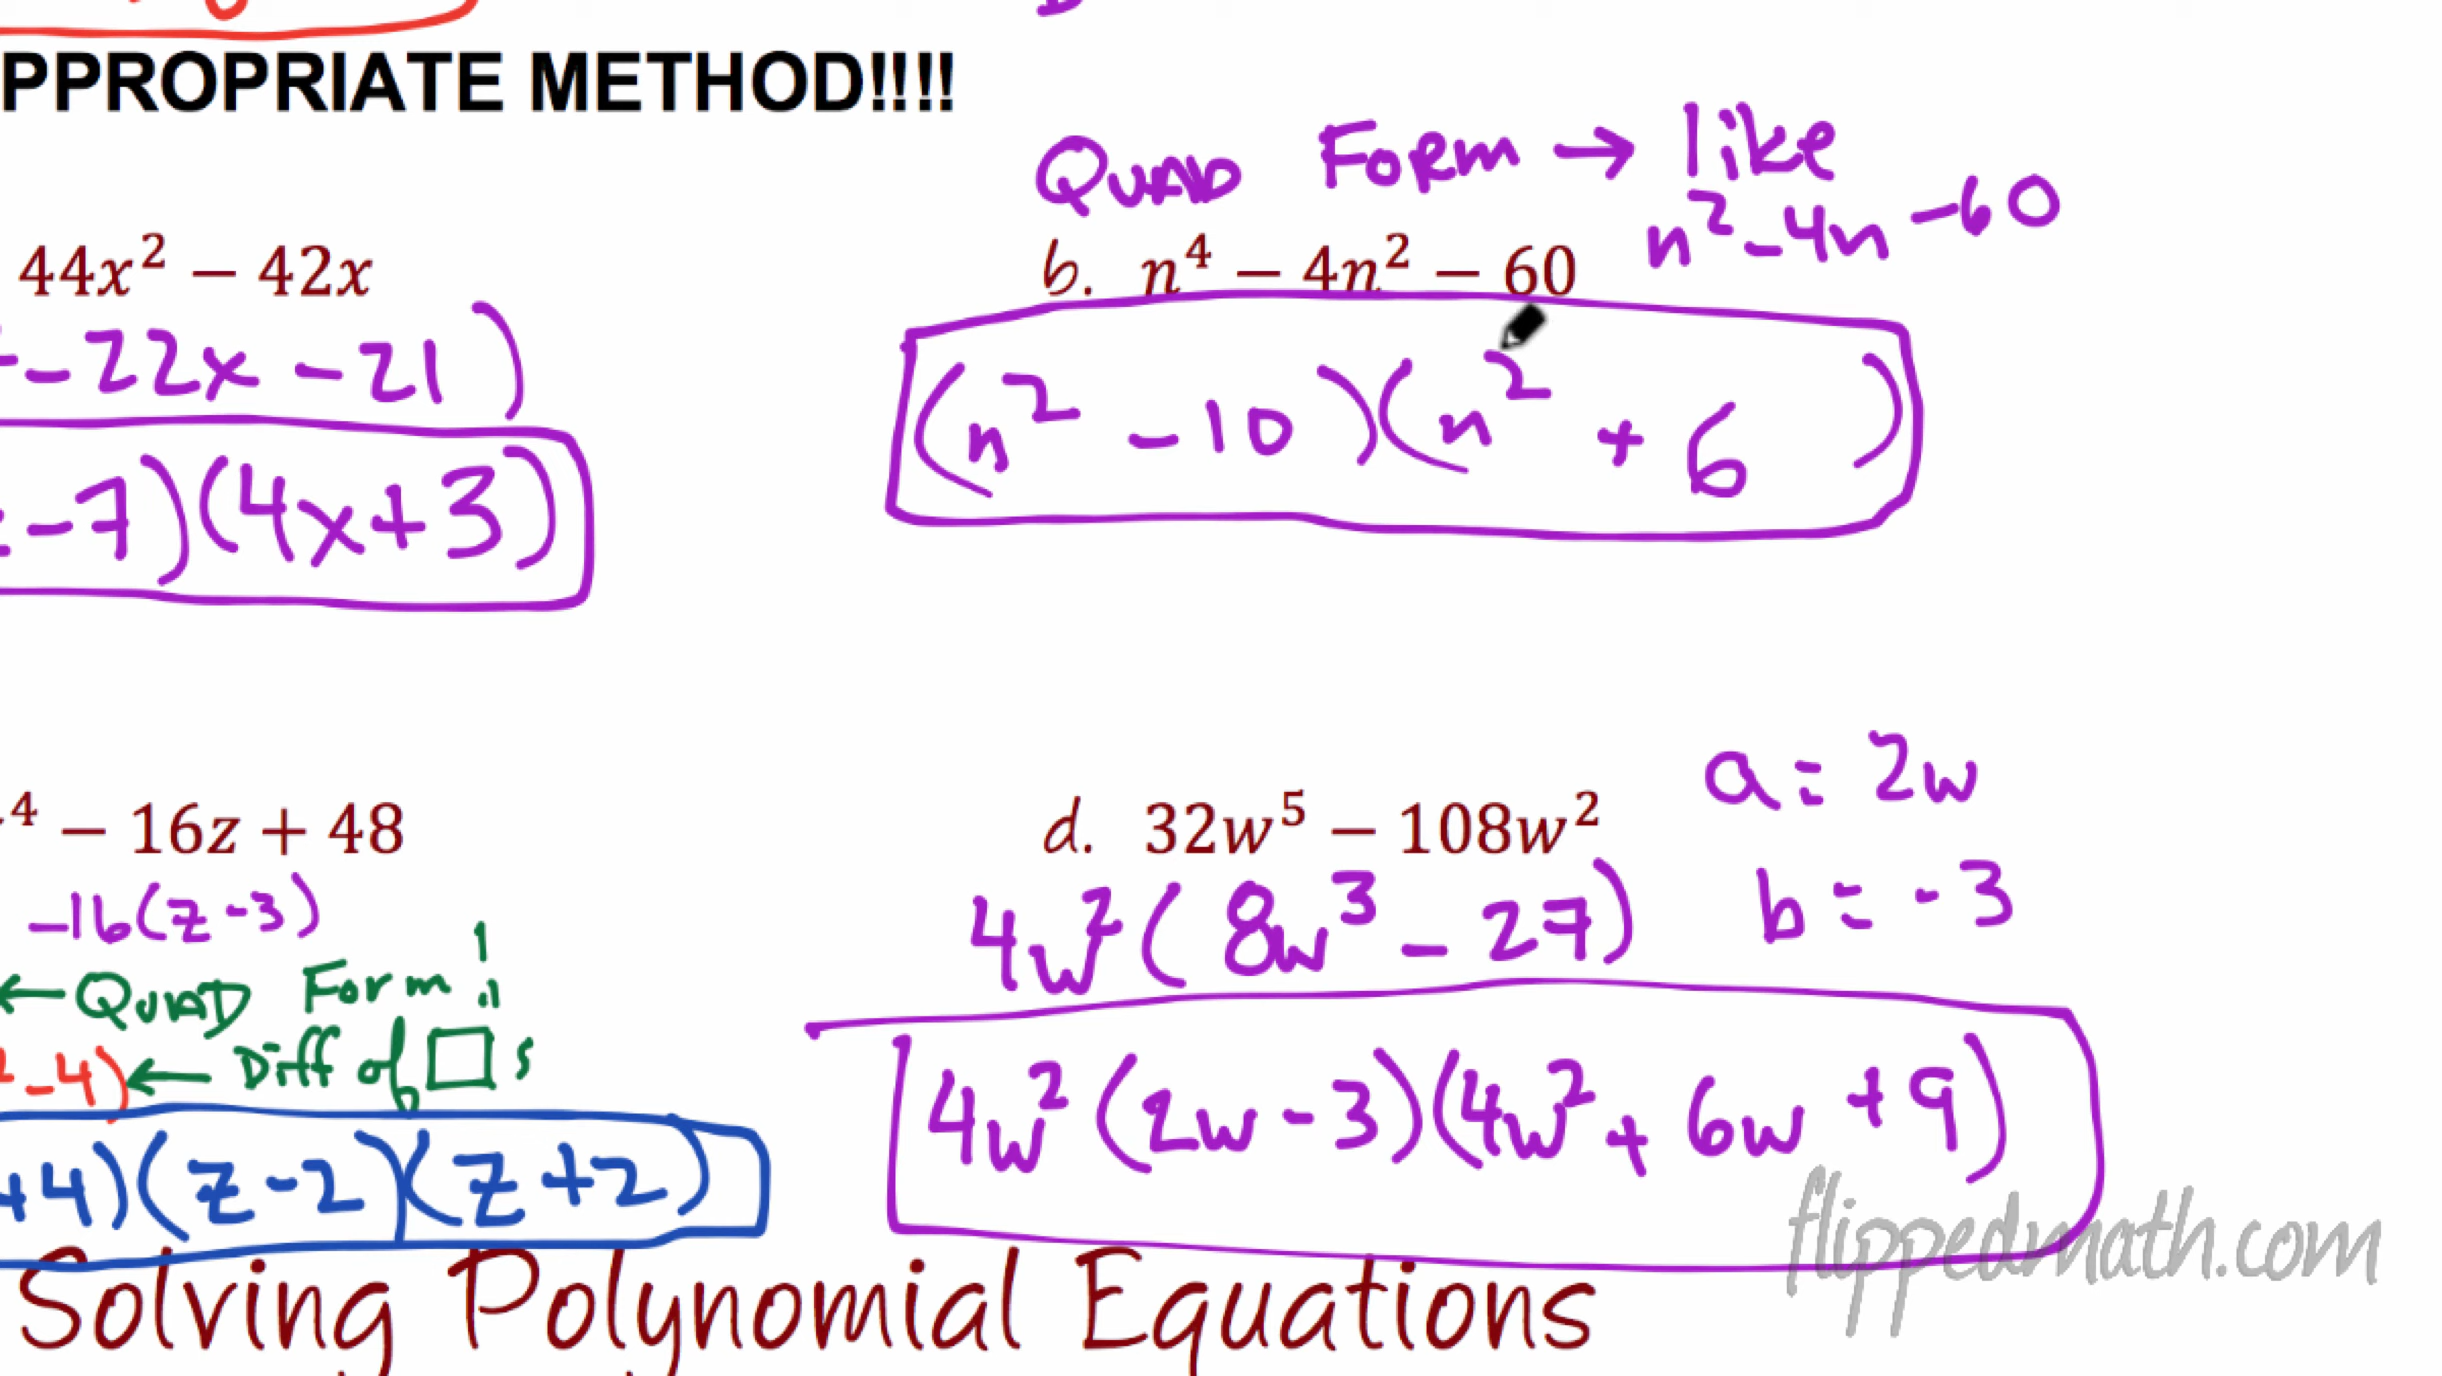 PPROPRIATE METHOD!!!!
QUAD FORM → like
n² - 4n - 60
44x² − 42x
b. n⁴ − 4n² − 60
- 22x - 21)
(n² - 10)(n² + 6)
- 7)(4x + 3)
a = 2w
⁴ − 16z + 48
d. 32w⁵ − 108w²
b = -3
-16(z - 3)
4w²(8w³ - 27)
← QUAD Form!!
² - 4) ← Diff of □s
4w²(2w - 3)(4w² + 6w + 9)
+4)(z - 2)(z + 2)
flippedmath.com
Solving Polynomial Equations